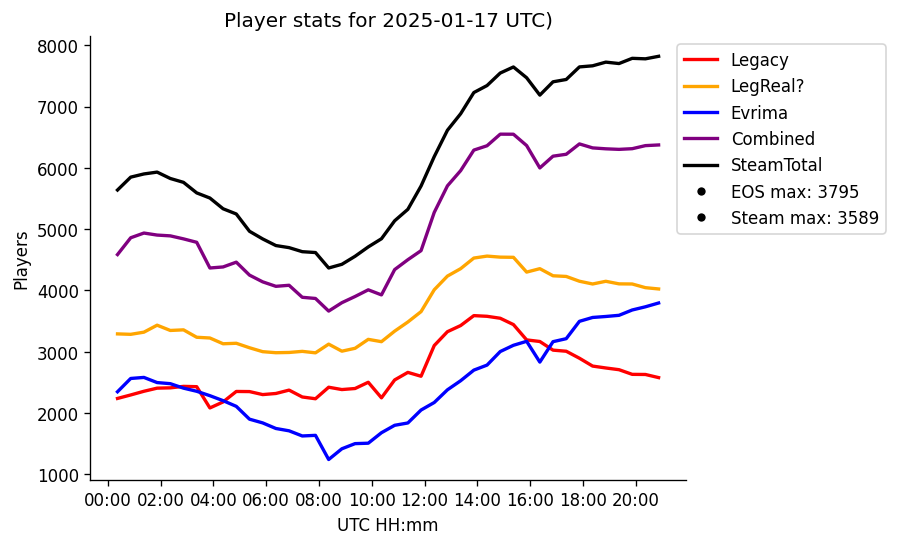 Player stats for 2025-01-17 UTC)
8000
7000
6000
5000
4000
3000
2000
1000
Players
00:00 02:00 04:00 06:00 08:00 10:00 12:00 14:00 16:00 18:00 20:00
UTC HH:mm
Legacy
LegReal?
Evrima
Combined
SteamTotal
EOS max: 3795
Steam max: 3589